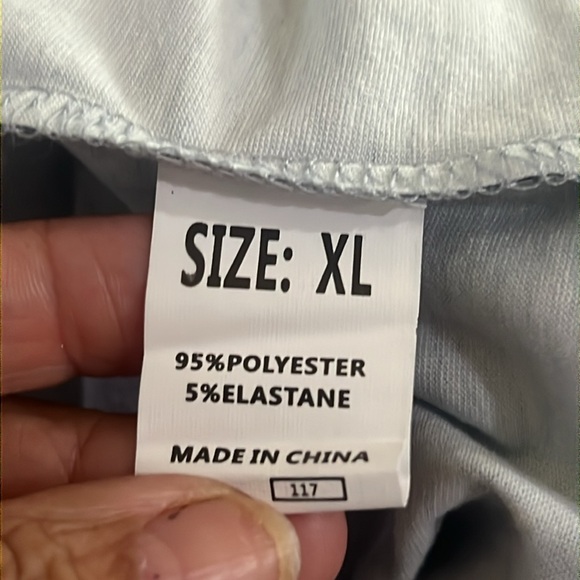 SIZE: XL
95%POLYESTER
5%ELASTANE
MADE IN CHINA
117